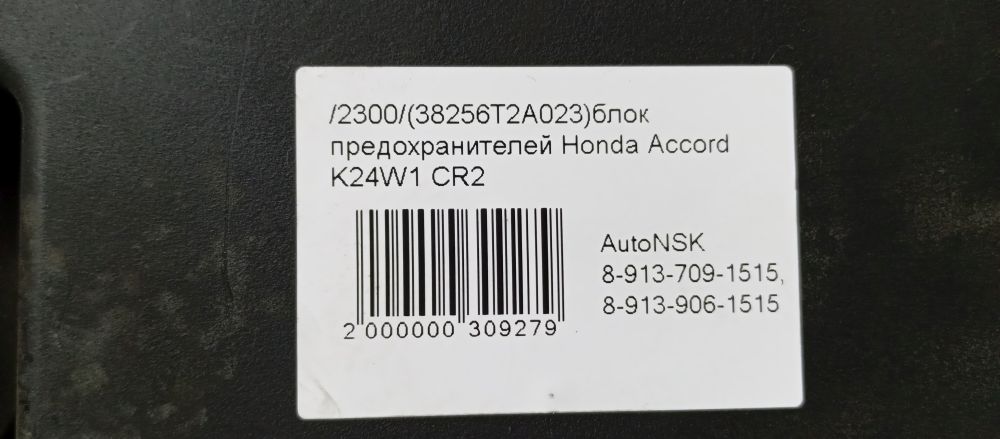 /2300/(38256T2A023)блок
предохранителей Honda Accord
K24W1 CR2
AutoNSK
8-913-709-1515,
8-913-906-1515
2 000000 309279